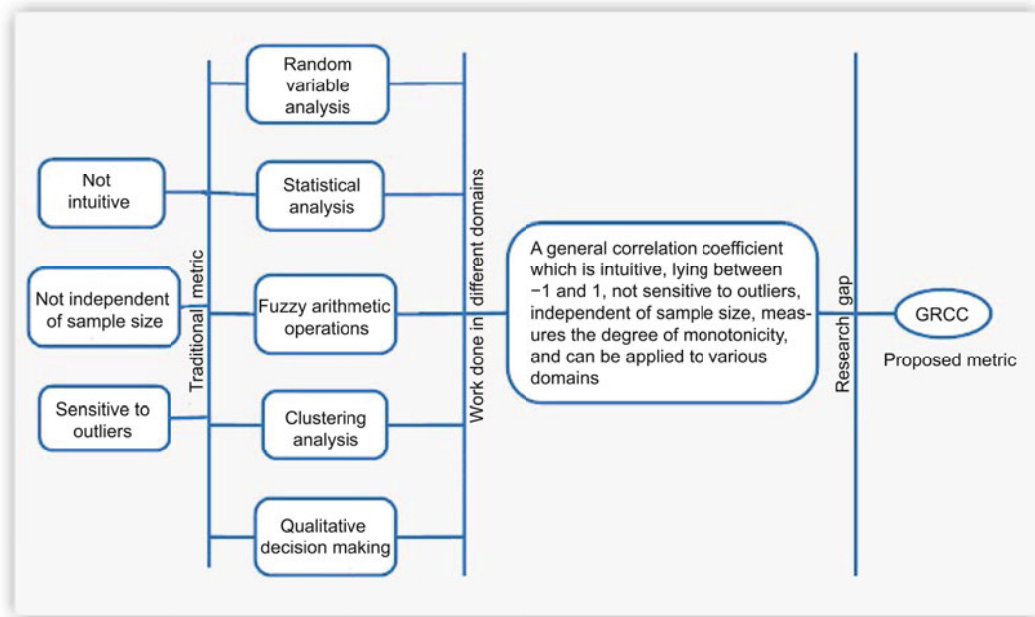 Not
intuitive
Not independent
of sample size
Sensitive to
outliers
Traditional metric
Random
variable
analysis
Statistical
analysis
Fuzzy arithmetic
operations
Clustering
analysis
Qualitative
decision making
Work done in different domains
A general correlation coefficient
which is intuitive, lying between
−1 and 1, not sensitive to outliers,
independent of sample size, meas-
ures the degree of monotonicity,
and can be applied to various
domains
Research gap
GRCC
Proposed metric